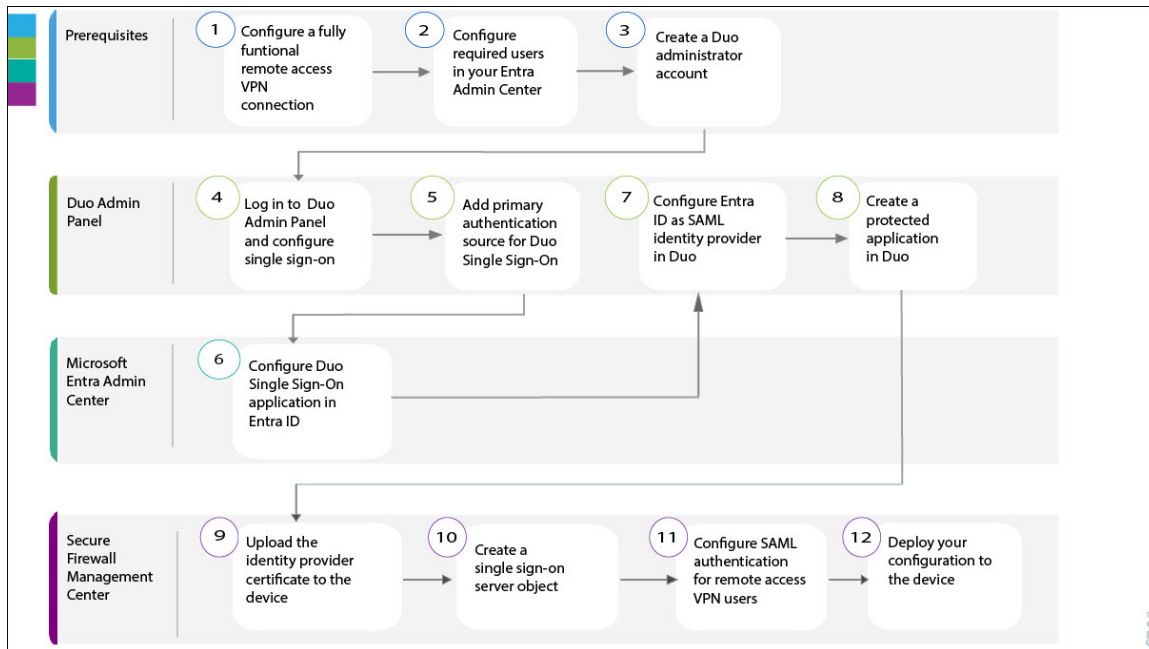 Prerequisites
1
Configure a fully
funtional
remote access
VPN
connection
2
Configure
required users
in your Entra
Admin Center
3
Create a Duo
administrator
account
Duo Admin
Panel
4
Log in to Duo
Admin Panel
and configure
single sign-on
5
Add primary
authentication
source for Duo
Single Sign-On
7
Configure Entra
ID as SAML
identity provider
in Duo
8
Create a
protected
application
in Duo
Microsoft
Entra Admin
Center
6
Configure Duo
Single Sign-On
application in
Entra ID
Secure
Firewall
Management
Center
9
Upload the
identity provider
certificate to the
device
10
Create a
single sign-on
server object
11
Configure SAML
authentication
for remote access
VPN users
12
Deploy your
configuration to
the device